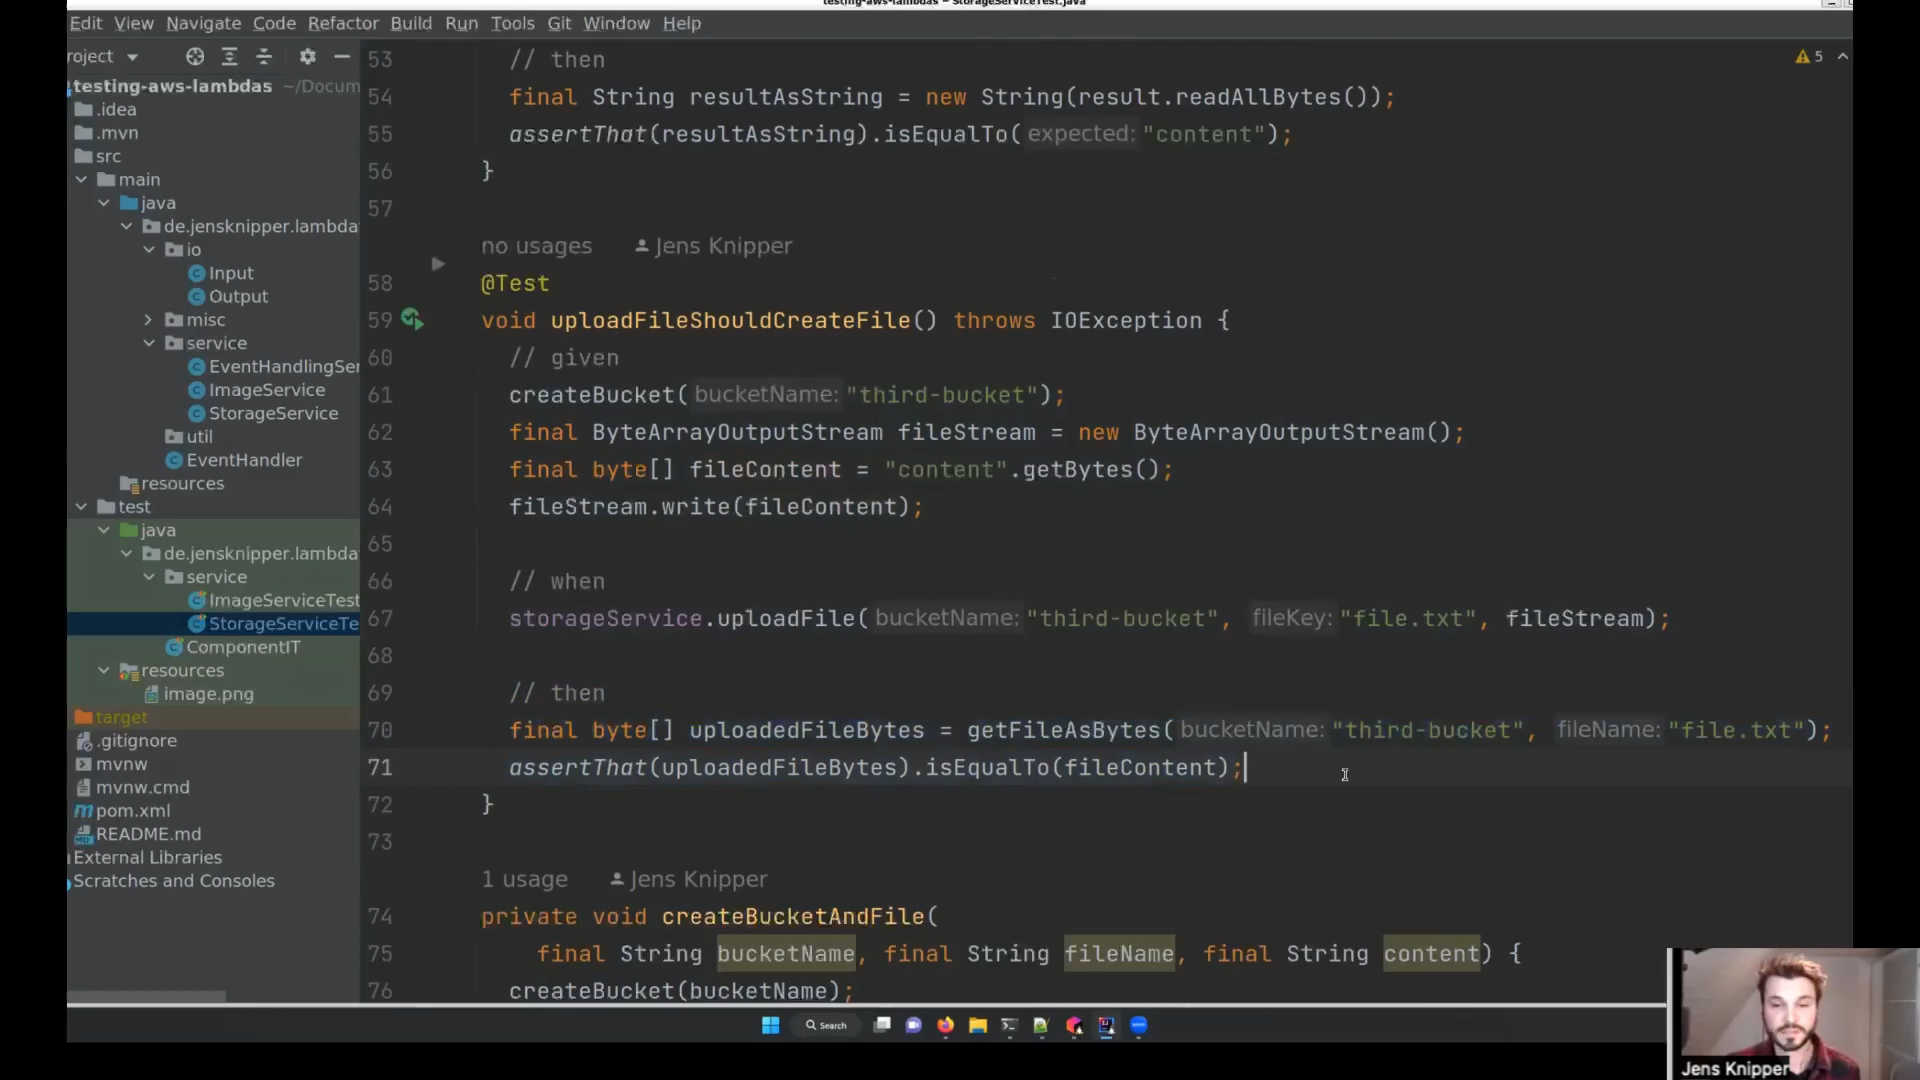 testing-aws-lambdas – StorageServiceTest.java
Edit View Navigate Code Refactor Build Run Tools Git Window Help
roject
testing-aws-lambdas ~/Docum
.idea
.mvn
src
main
java
de.jensknipper.lambda
io
Input
Output
misc
service
EventHandlingSer
ImageService
StorageService
util
EventHandler
resources
test
java
de.jensknipper.lambda
service
ImageServiceTest
StorageServiceTe
ComponentIT
resources
image.png
target
.gitignore
mvnw
mvnw.cmd
pom.xml
README.md
External Libraries
Scratches and Consoles
5
53 // then
54 final String resultAsString = new String(result.readAllBytes());
55 assertThat(resultAsString).isEqualTo( expected: "content");
56 }
57
no usages Jens Knipper
58 @Test
59 void uploadFileShouldCreateFile() throws IOException {
60 // given
61 createBucket( bucketName: "third-bucket");
62 final ByteArrayOutputStream fileStream = new ByteArrayOutputStream();
63 final byte[] fileContent = "content".getBytes();
64 fileStream.write(fileContent);
65
66 // when
67 storageService.uploadFile( bucketName: "third-bucket", fileKey: "file.txt", fileStream);
68
69 // then
70 final byte[] uploadedFileBytes = getFileAsBytes( bucketName: "third-bucket", fileName: "file.txt");
71 assertThat(uploadedFileBytes).isEqualTo(fileContent);
72 }
73
1 usage Jens Knipper
74 private void createBucketAndFile(
75 final String bucketName, final String fileName, final String content) {
76 createBucket(bucketName);
Search
Jens Knipper